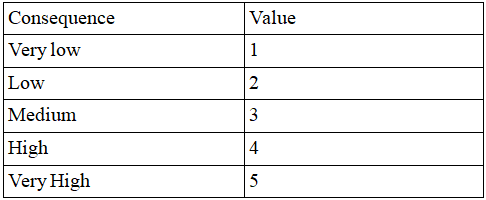 Consequence Value
Very low 1
Low 2
Medium 3
High 4
Very High 5